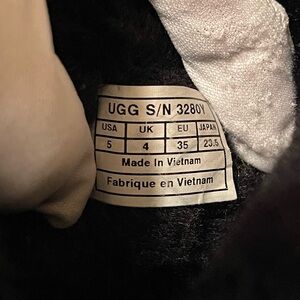 UGG S/N 3280Y
USA UK EU JAPAN
5 4 35 23.5
Made In Vietnam
Fabrique en Vietnam